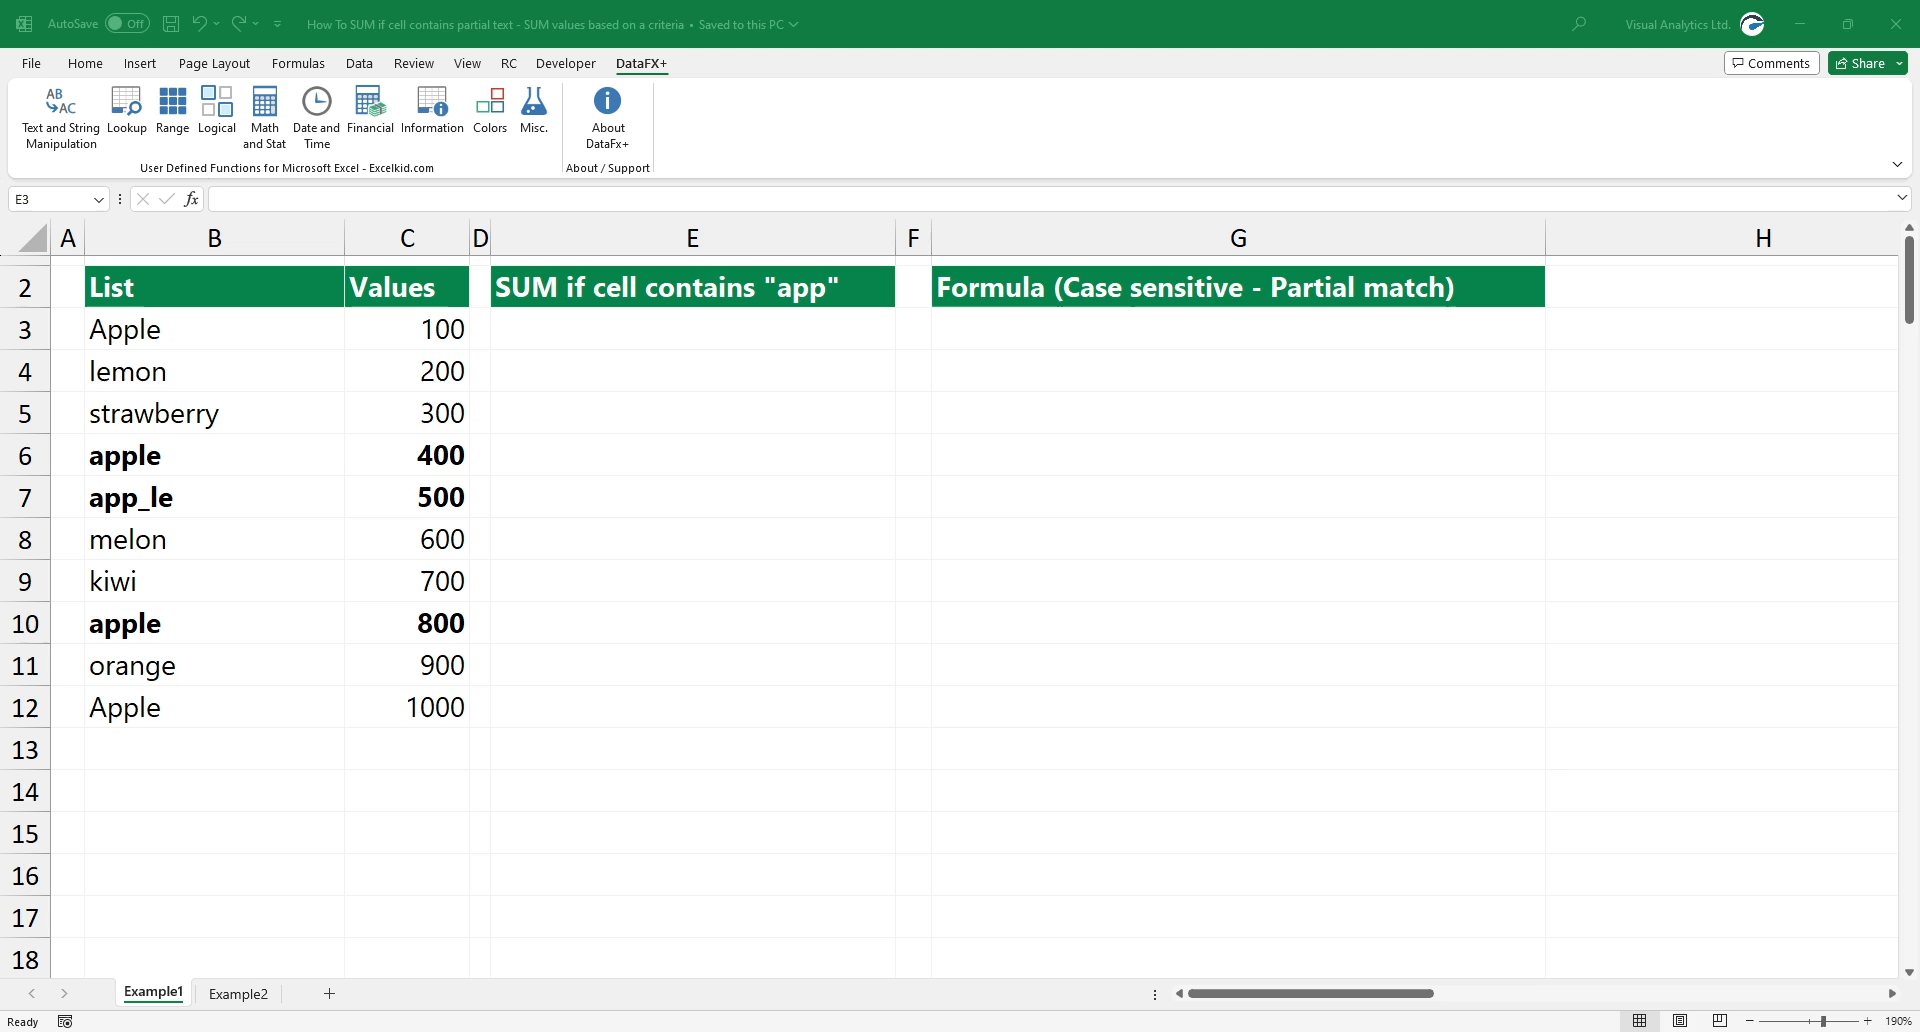 AutoSave Off How To SUM if cell contains partial text - SUM values based on a criteria • Saved to this PC Visual Analytics Ltd.
File Home Insert Page Layout Formulas Data Review View RC Developer DataFX+ Comments Share
AB
AC
Text and String Manipulation
Lookup
Range
Logical
Math and Stat
Date and Time
Financial
Information
Colors
Misc.
About DataFx+
User Defined Functions for Microsoft Excel - Excelkid.com About / Support
E3 fx
A B C D E F G H
2 List Values SUM if cell contains "app" Formula (Case sensitive - Partial match)
3 Apple 100
4 lemon 200
5 strawberry 300
6 apple 400
7 app_le 500
8 melon 600
9 kiwi 700
10 apple 800
11 orange 900
12 Apple 1000
13
14
15
16
17
18
Example1 Example2
Ready 190%